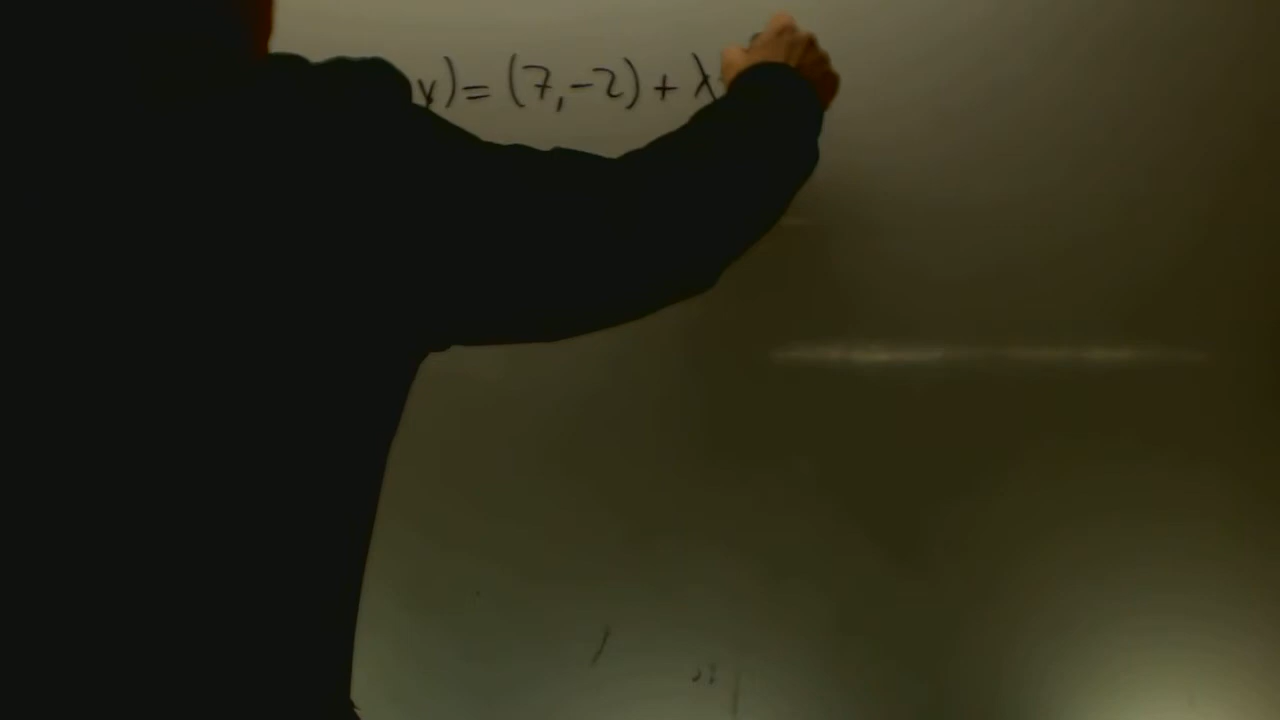 y) = (7, -2) + λ